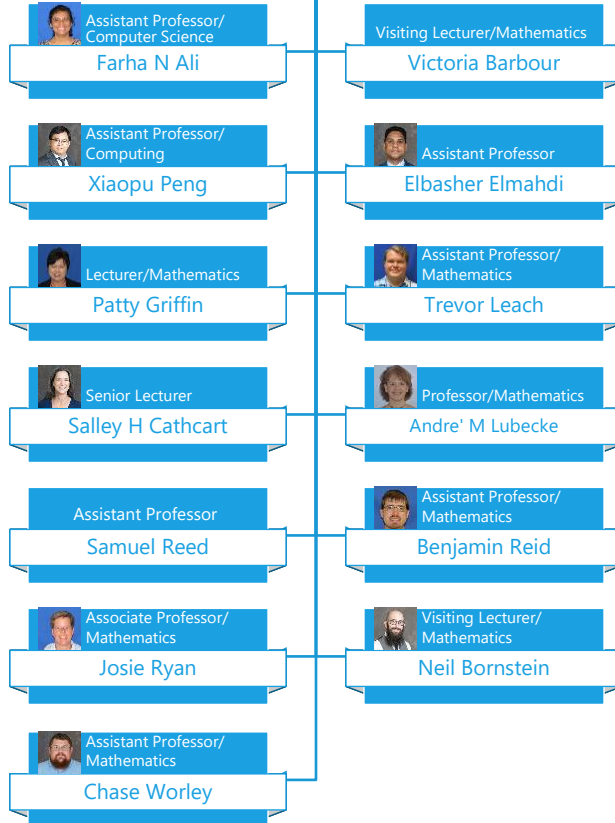 Assistant Professor/
Computer Science
Farha N Ali
Visiting Lecturer/Mathematics
Victoria Barbour
Assistant Professor/
Computing
Xiaopu Peng
Assistant Professor
Elbasher Elmahdi
Lecturer/Mathematics
Patty Griffin
Assistant Professor/
Mathematics
Trevor Leach
Senior Lecturer
Salley H Cathcart
Professor/Mathematics
Andre' M Lubecke
Assistant Professor
Samuel Reed
Assistant Professor/
Mathematics
Benjamin Reid
Associate Professor/
Mathematics
Josie Ryan
Visiting Lecturer/
Mathematics
Neil Bornstein
Assistant Professor/
Mathematics
Chase Worley